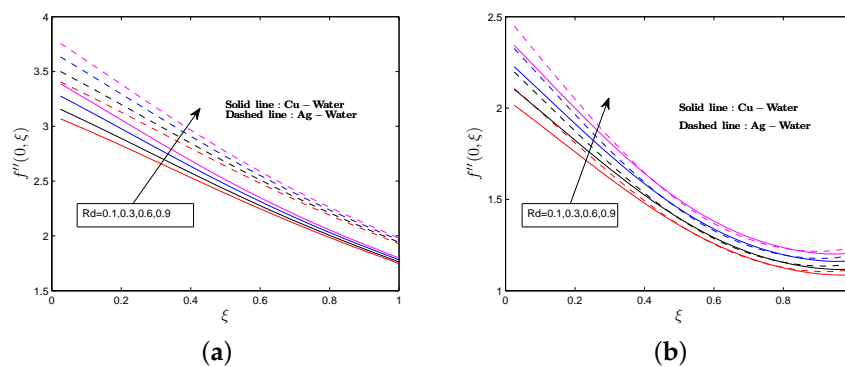 4
3.5
3
2.5
2
1.5
f''(0, ξ)
Solid line : Cu − Water
Dashed line : Ag − Water
Rd=0.1,0.3,0.6,0.9
0 0.2 0.4 0.6 0.8 1
ξ
(a)
2.5
2
1.5
1
f''(0, ξ)
Solid line : Cu − Water
Dashed line : Ag − Water
Rd=0.1,0.3,0.6,0.9
0 0.2 0.4 0.6 0.8
ξ
(b)